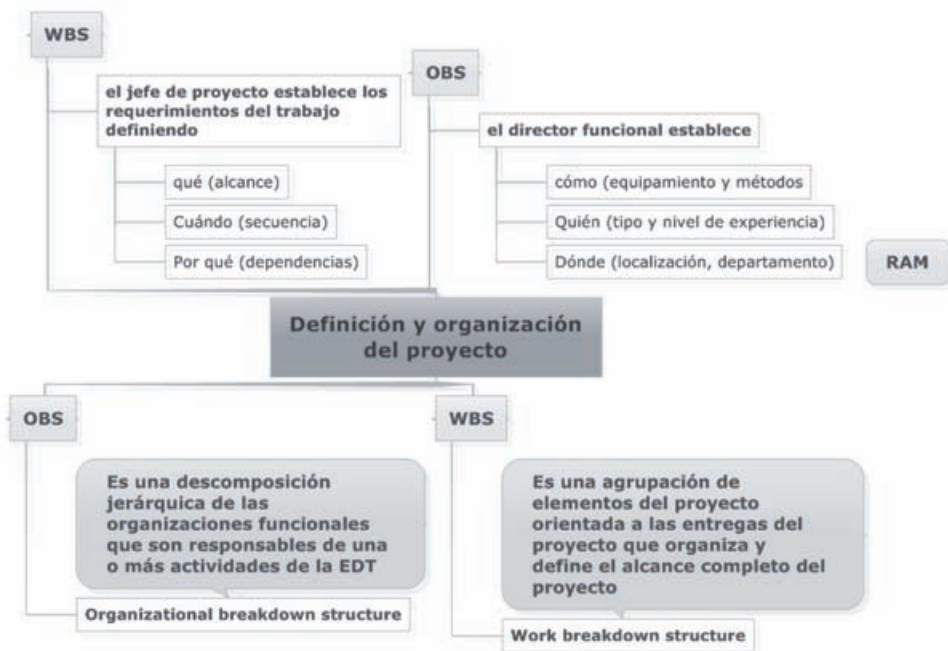 WBS
el jefe de proyecto establece los
requerimientos del trabajo
definiendo
qué (alcance)
Cuándo (secuencia)
Por qué (dependencias)
OBS
el director funcional establece
cómo (equipamiento y métodos
Quién (tipo y nivel de experiencia)
Dónde (localización, departamento)
RAM
Definición y organización
del proyecto
OBS
Es una descomposición
jerárquica de las
organizaciones funcionales
que son responsables de una
o más actividades de la EDT
Organizational breakdown structure
WBS
Es una agrupación de
elementos del proyecto
orientada a las entregas del
proyecto que organiza y
define el alcance completo del
proyecto
Work breakdown structure